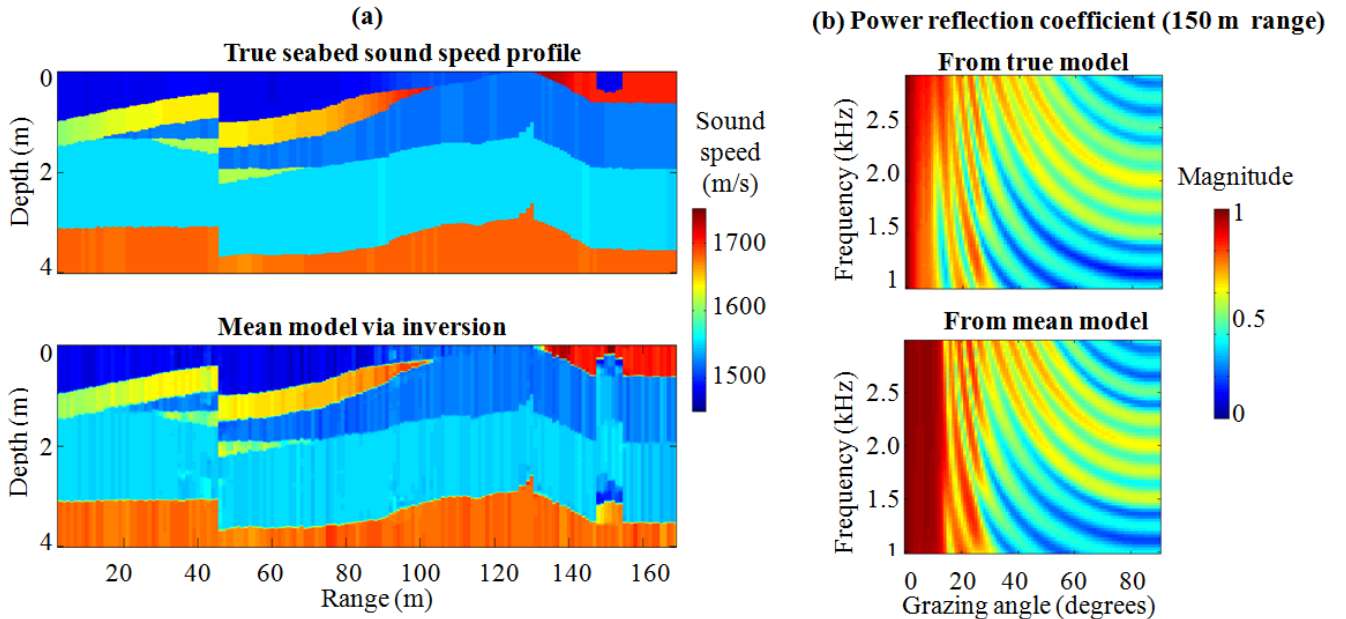 (a)
True seabed sound speed profile
0
2
4
Depth (m)
Mean model via inversion
0
2
4
Depth (m)
20 40 60 80 100 120 140 160
Range (m)
Sound
speed
(m/s)
1700
1600
1500
(b) Power reflection coefficient (150 m range)
From true model
2.5
2.0
1.5
1
Frequency (kHz)
From mean model
2.5
2.0
1.5
1
Frequency (kHz)
0 20 40 60 80
Grazing angle (degrees)
Magnitude
1
0.5
0